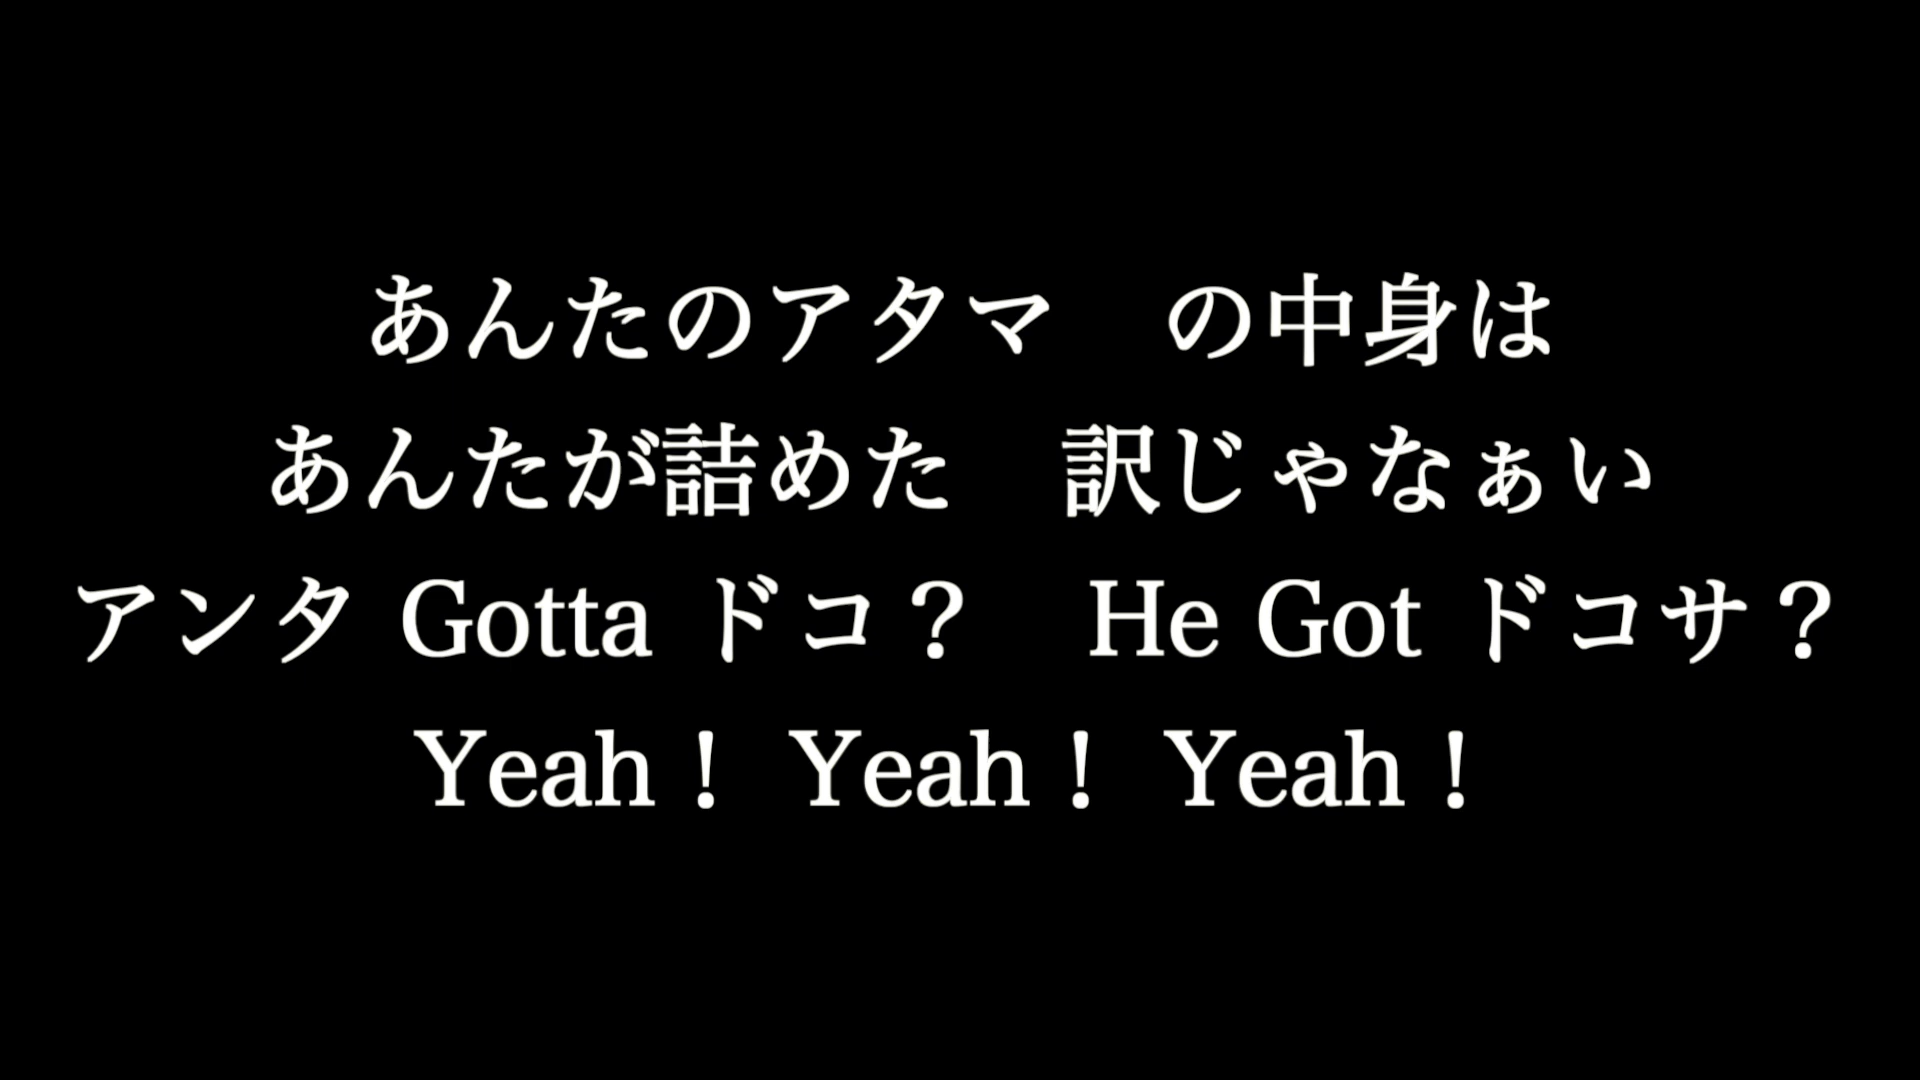 あんたのアタマ　の中身は
あんたが詰めた　訳じゃなぁい
アンタ Gotta ドコ？　He Got ドコサ？
Yeah！ Yeah！ Yeah！